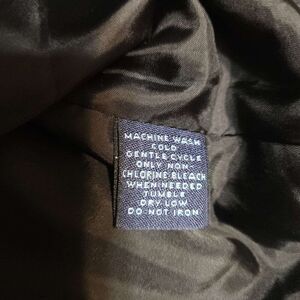 MACHINE WASH
COLD
GENTLE CYCLE
ONLY NON
CHLORINE BLEACH
WHEN NEEDED
TUMBLE
DRY LOW
DO NOT IRON